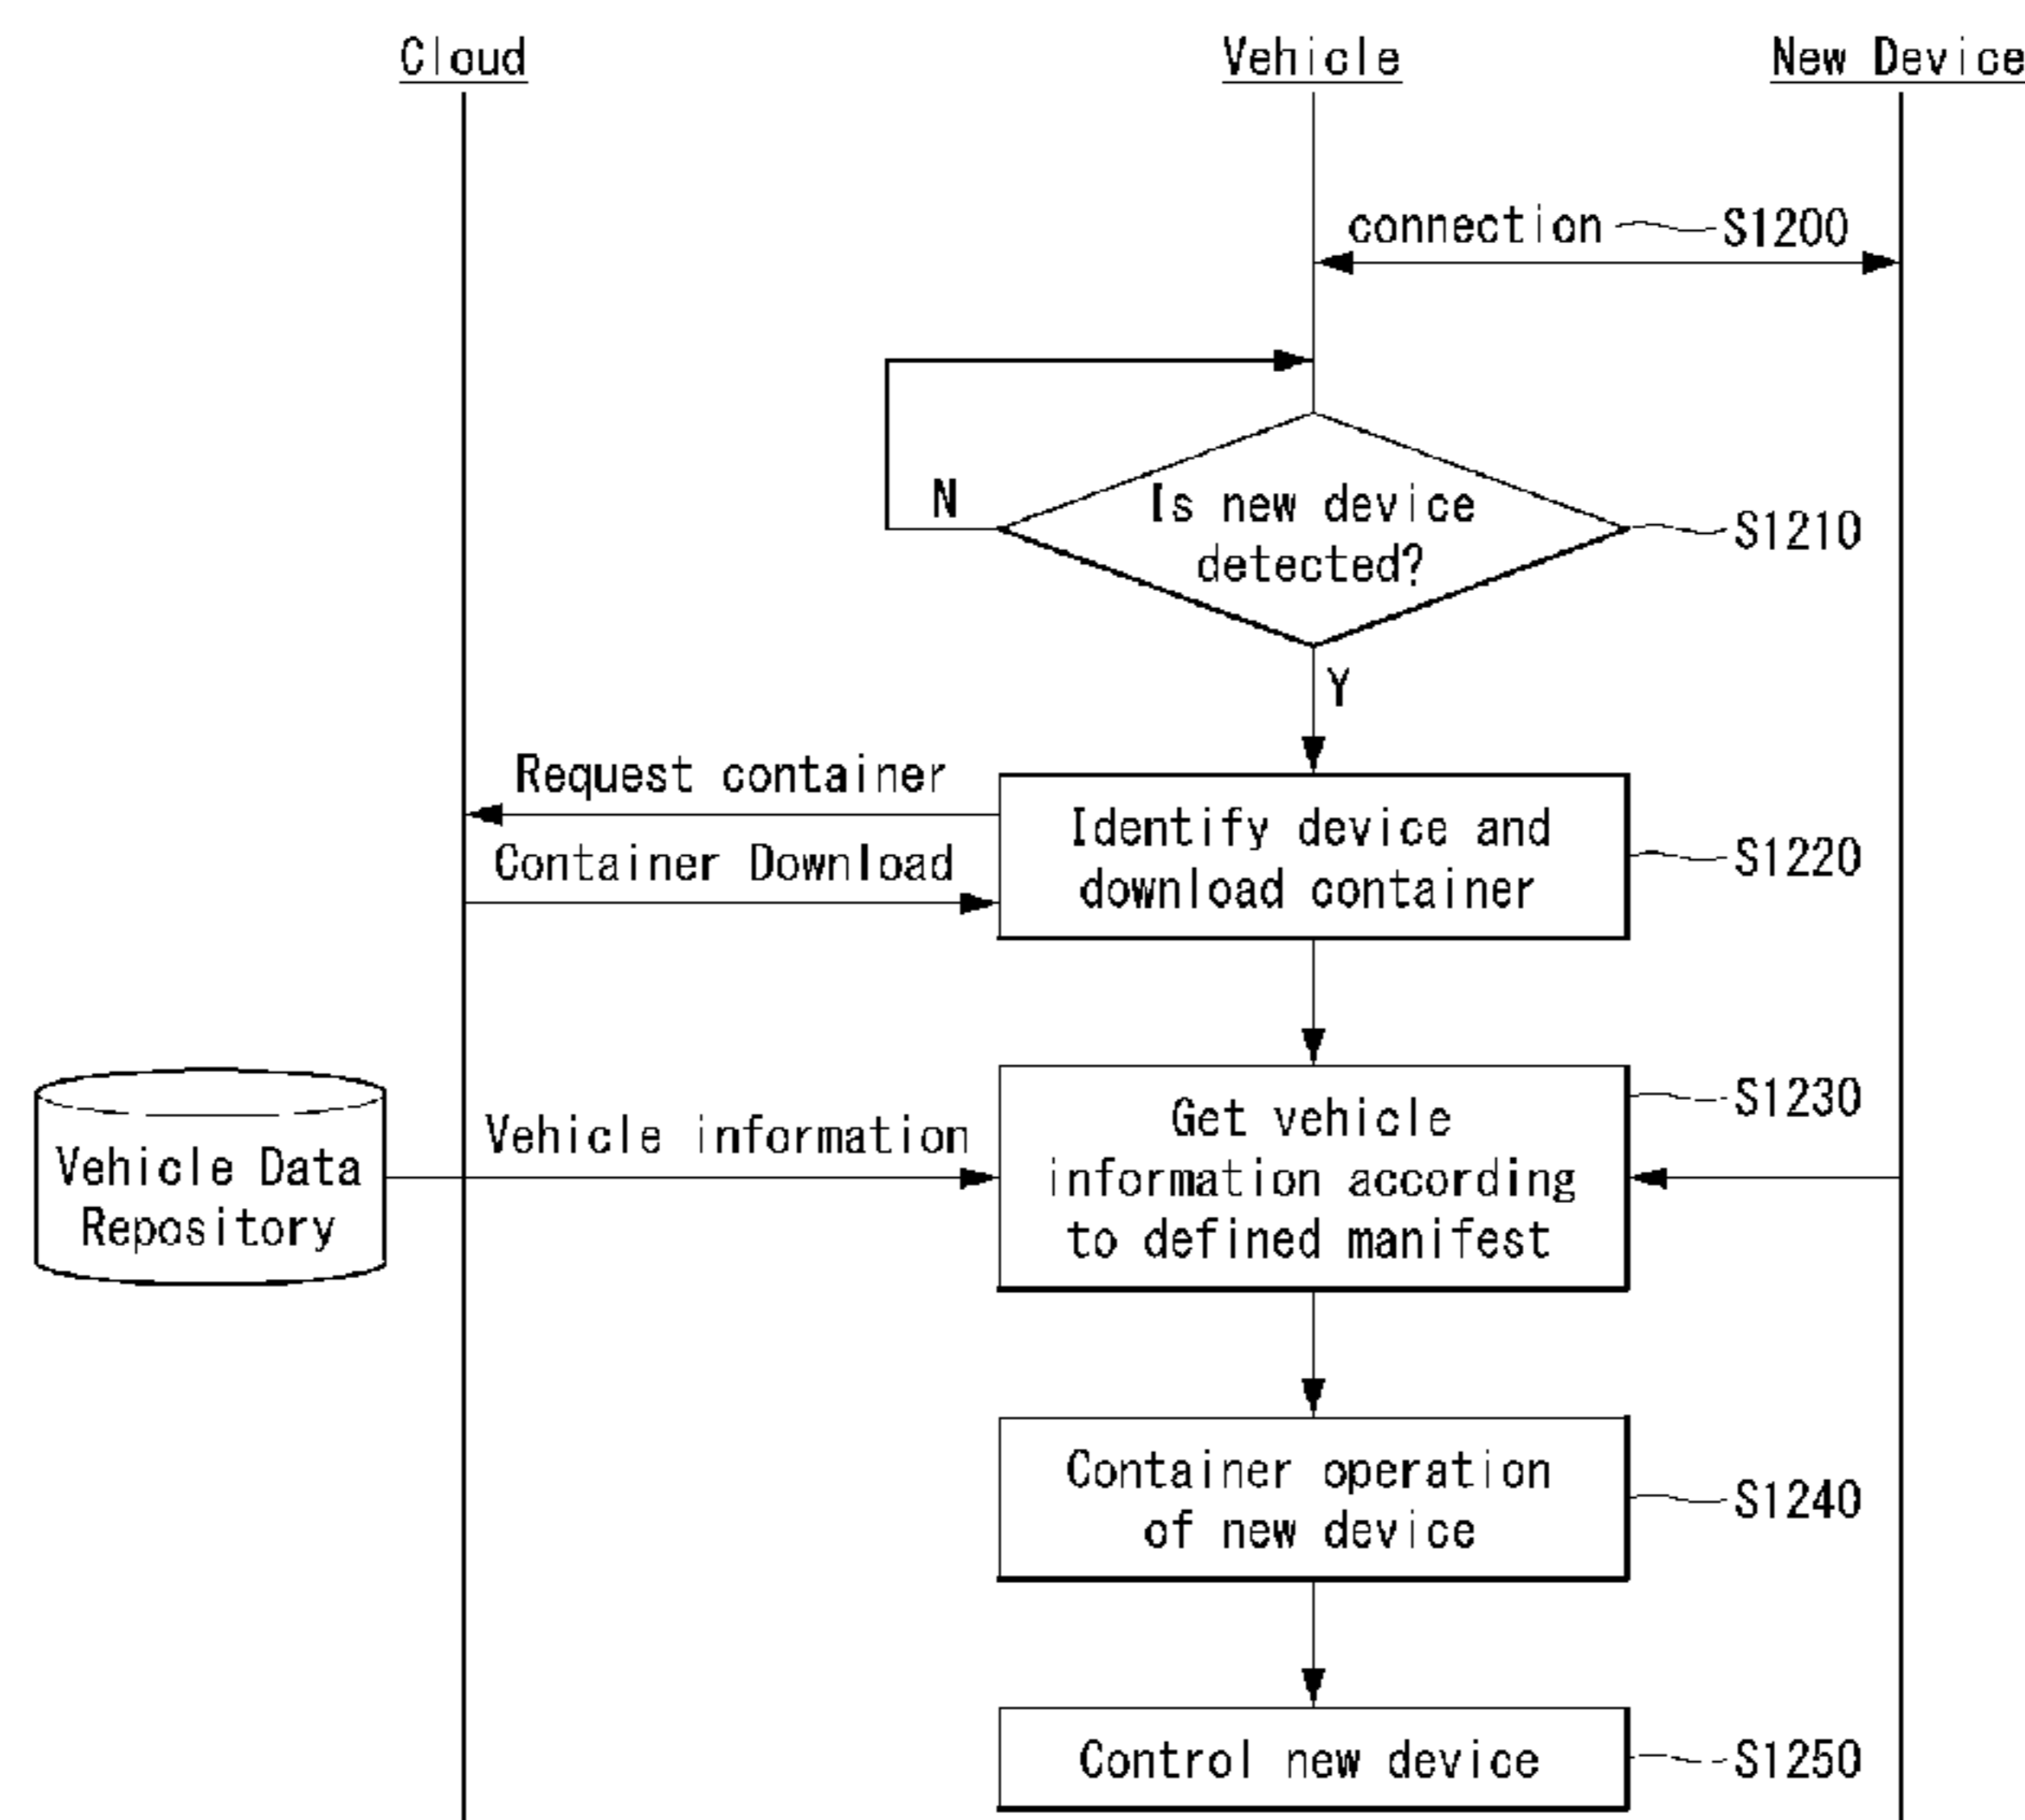 Cloud
Vehicle
New Device
connection
S1200
Is new device
detected?
N
S1210
Y
Request container
Container Download
Identify device and
download container
S1220
Vehicle Data
Repository
Vehicle information
Get vehicle
information according
to defined manifest
S1230
Container operation
of new device
S1240
Control new device
S1250